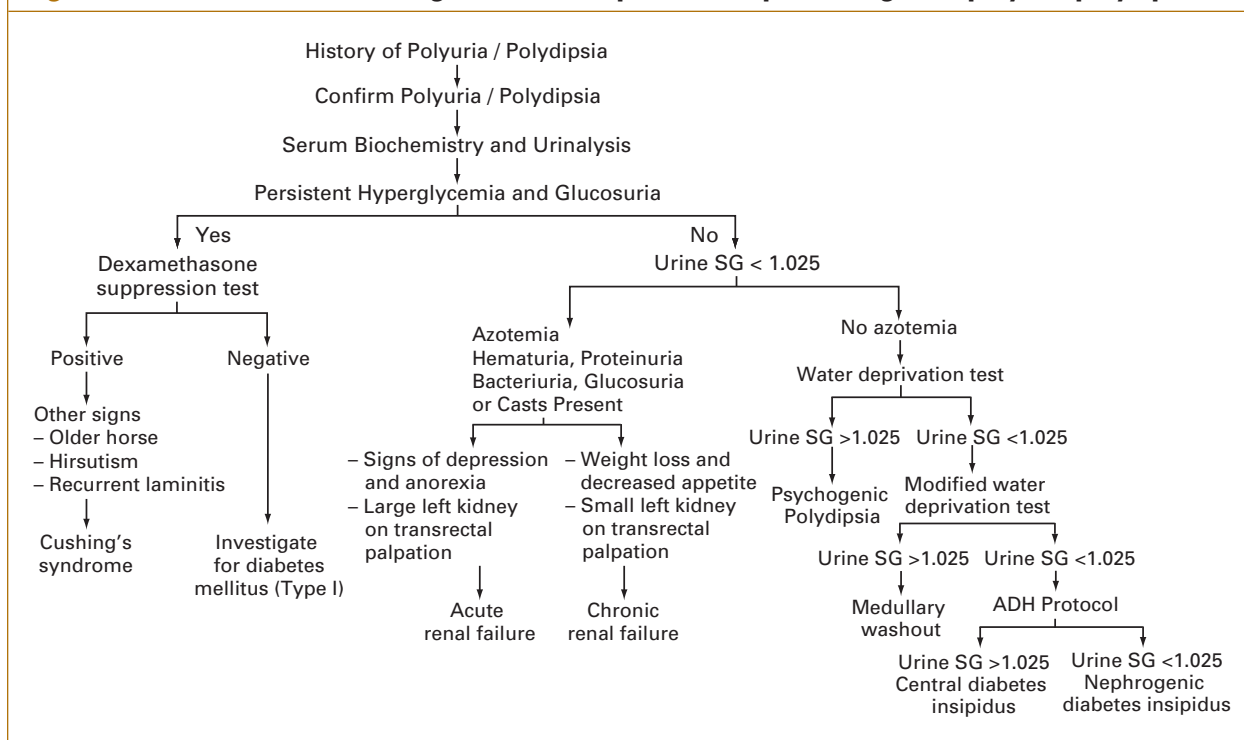 History of Polyuria / Polydipsia
Confirm Polyuria / Polydipsia
Serum Biochemistry and Urinalysis
Persistent Hyperglycemia and Glucosuria
Yes
No
Dexamethasone
suppression test
Urine SG < 1.025
Positive
Negative
Azotemia
Hematuria, Proteinuria
Bacteriuria, Glucosuria
or Casts Present
No azotemia
Water deprivation test
Other signs
– Older horse
– Hirsutism
– Recurrent laminitis
– Signs of depression
and anorexia
– Large left kidney
on transrectal
palpation
– Weight loss and
decreased appetite
– Small left kidney
on transrectal
palpation
Urine SG >1.025
Urine SG <1.025
Psychogenic
Polydipsia
Modified water
deprivation test
Cushing's
syndrome
Investigate
for diabetes
mellitus (Type I)
Urine SG >1.025
Urine SG <1.025
Acute
renal failure
Chronic
renal failure
Medullary
washout
ADH Protocol
Urine SG >1.025
Central diabetes
insipidus
Urine SG <1.025
Nephrogenic
diabetes insipidus